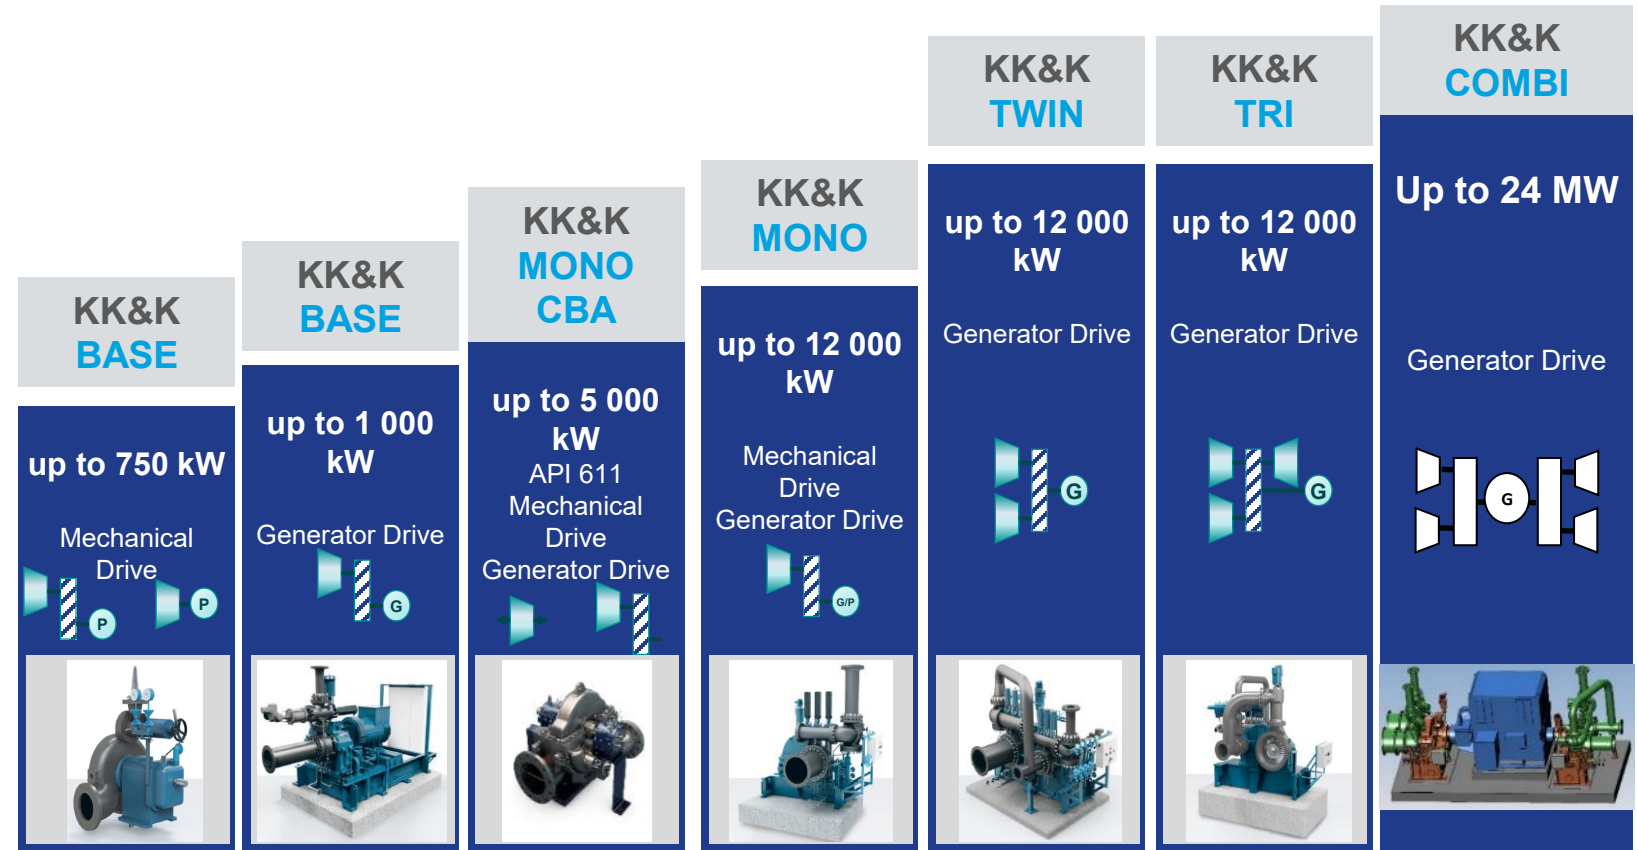 KK&K
BASE
up to 750 kW
Mechanical
Drive
P
P
KK&K
BASE
up to 1 000
kW
Generator Drive
G
KK&K
MONO
CBA
up to 5 000
kW
API 611
Mechanical
Drive
Generator Drive
KK&K
MONO
up to 12 000
kW
Mechanical
Drive
Generator Drive
G/P
KK&K
TWIN
up to 12 000
kW
Generator Drive
G
KK&K
TRI
up to 12 000
kW
Generator Drive
G
KK&K
COMBI
Up to 24 MW
Generator Drive
G